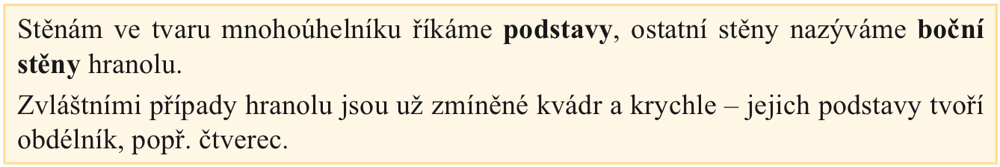 Stěnám ve tvaru mnohoúhelníku říkáme podstavy, ostatní stěny nazýváme boční
stěny hranolu.
Zvláštními případy hranolu jsou už zmíněné kvádr a krychle – jejich podstavy tvoří
obdélník, popř. čtverec.